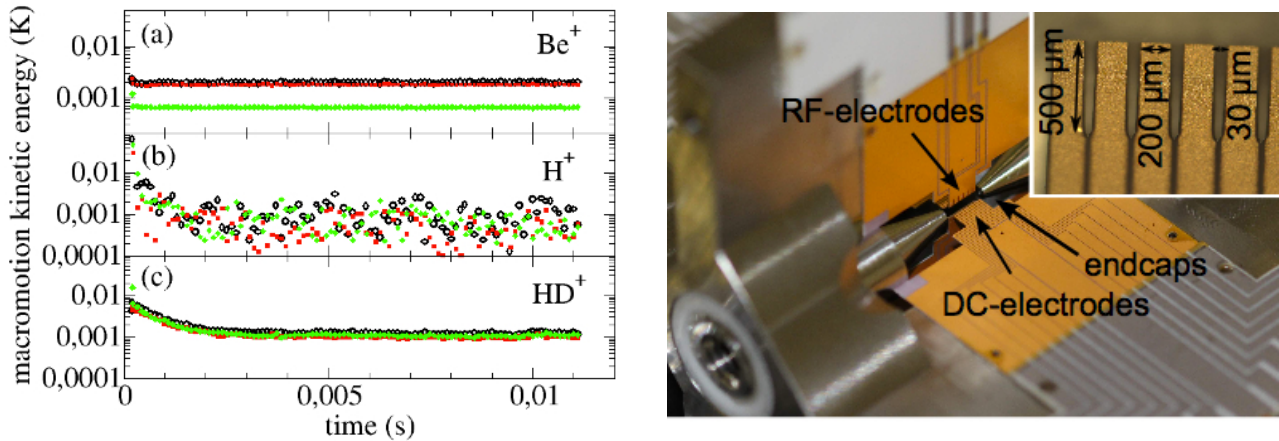 macromotion kinetic energy (K)
0,01
0,001
(a)
Be⁺
0,01
0,001
0,0001
(b)
H⁺
0,01
0,001
0,0001
(c)
HD⁺
0
0,005
0,01
time (s)
RF-electrodes
500 µm
200 µm
30 µm
endcaps
DC-electrodes